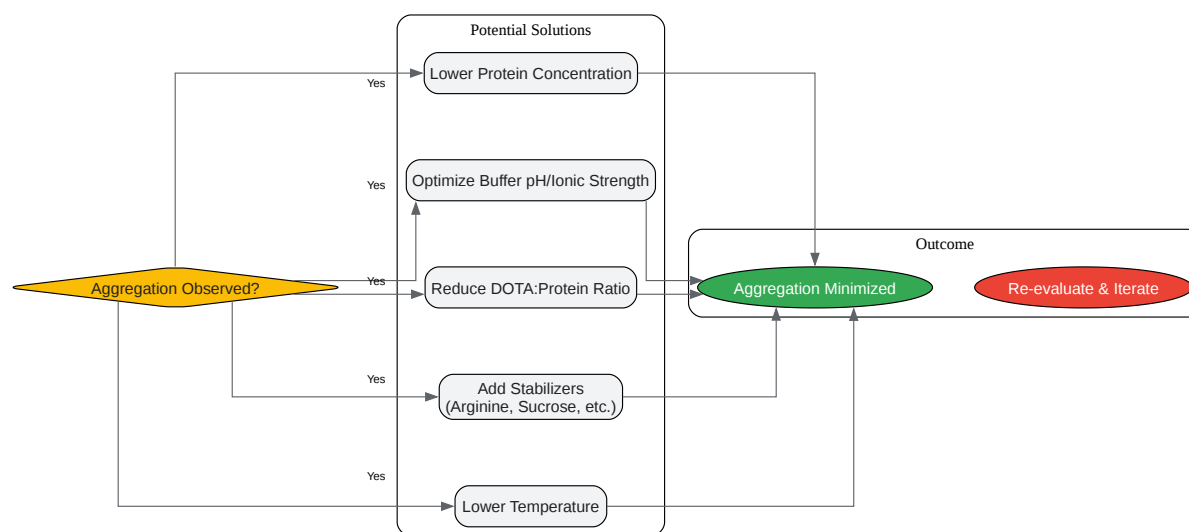 Potential Solutions
Lower Protein Concentration
Yes
Yes
Optimize Buffer pH/Ionic Strength
Outcome
Aggregation Observed?
Yes
Reduce DOTA:Protein Ratio
Aggregation Minimized
Re-evaluate & Iterate
Yes
Add Stabilizers
(Arginine, Sucrose, etc.)
Yes
Lower Temperature